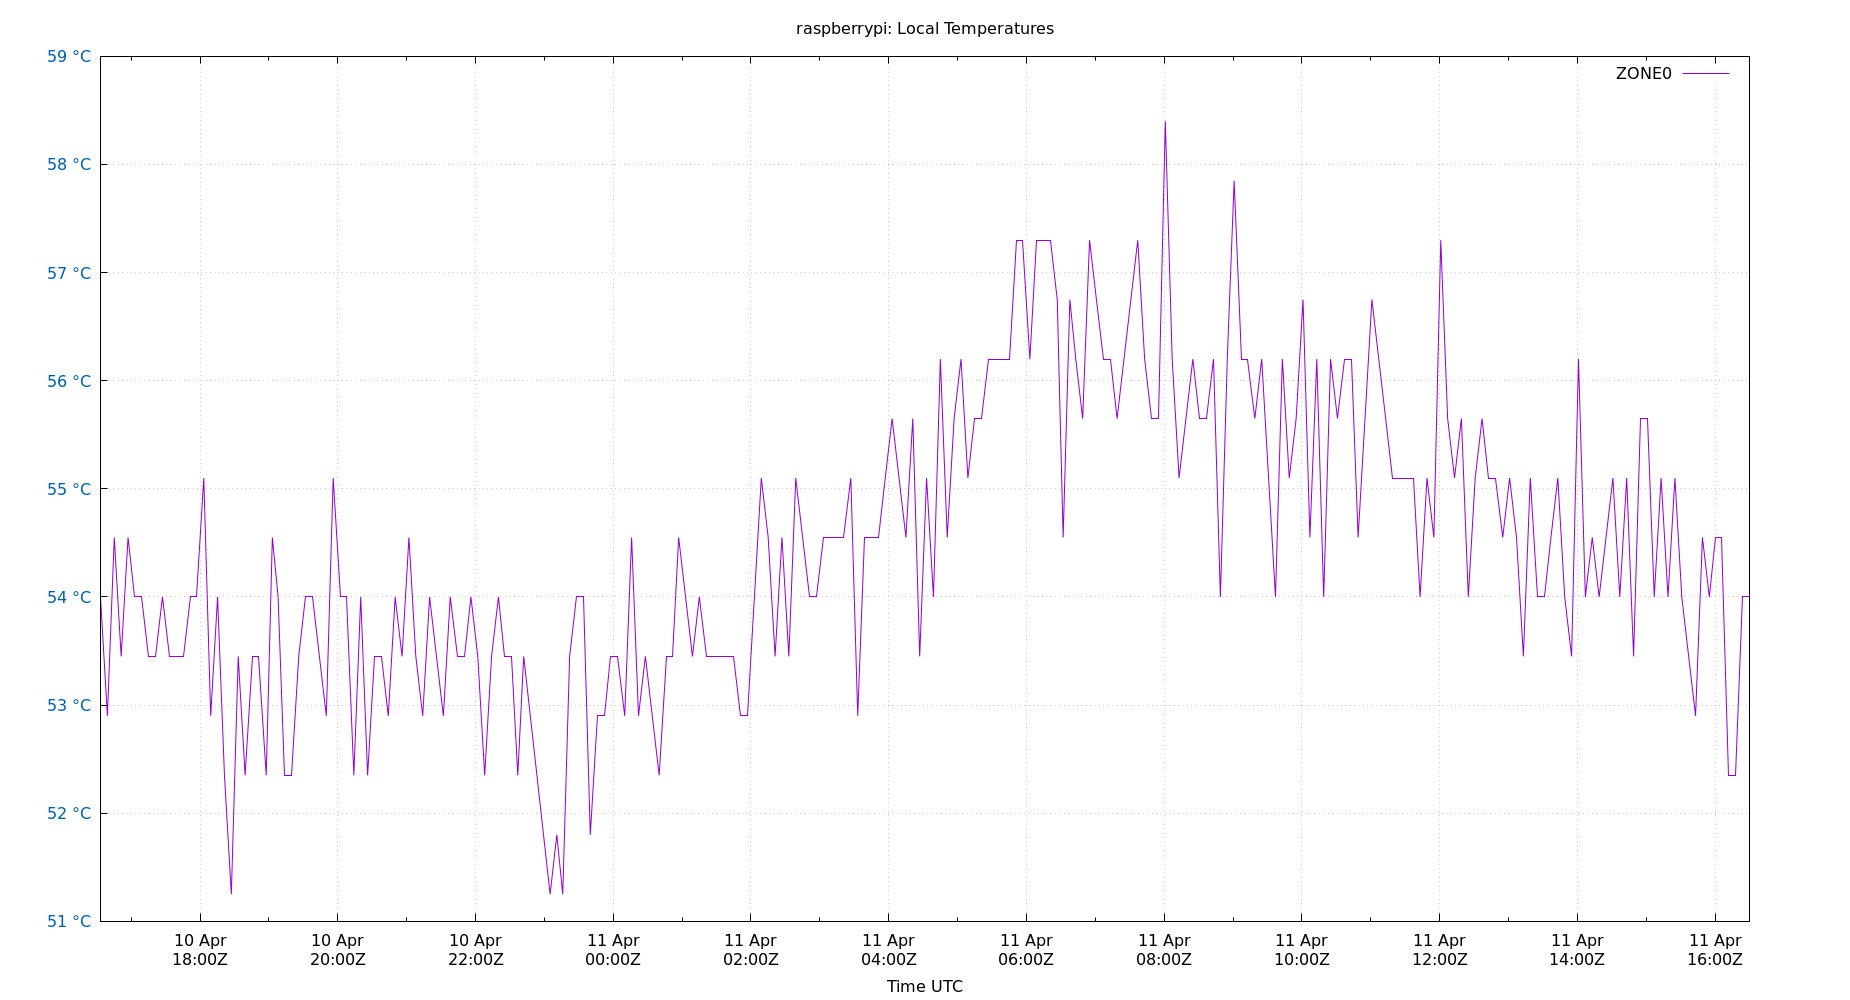 raspberrypi: Local Temperatures
ZONE0
59 °C
58 °C
57 °C
56 °C
55 °C
54 °C
53 °C
52 °C
51 °C
10 Apr 10 Apr 10 Apr 11 Apr 11 Apr 11 Apr 11 Apr 11 Apr 11 Apr 11 Apr 11 Apr 11 Apr
18:00Z 20:00Z 22:00Z 00:00Z 02:00Z 04:00Z 06:00Z 08:00Z 10:00Z 12:00Z 14:00Z 16:00Z
Time UTC